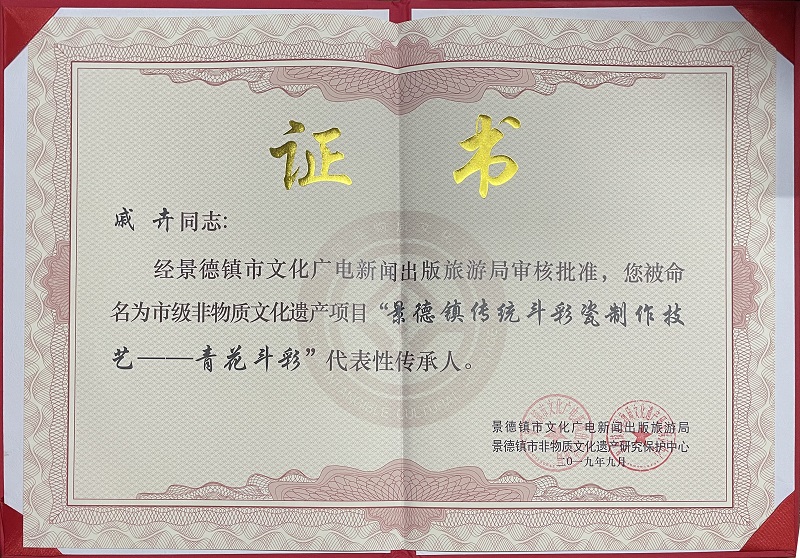 证书
戚卉同志:
经景德镇市文化广电新闻出版旅游局审核批准，您被命
名为市级非物质文化遗产项目“景德镇传统斗彩瓷制作技
艺———青花斗彩”代表性传承人。
景德镇市文化广电新闻出版旅游局
景德镇市非物质文化遗产研究保护中心
二〇一九年九月